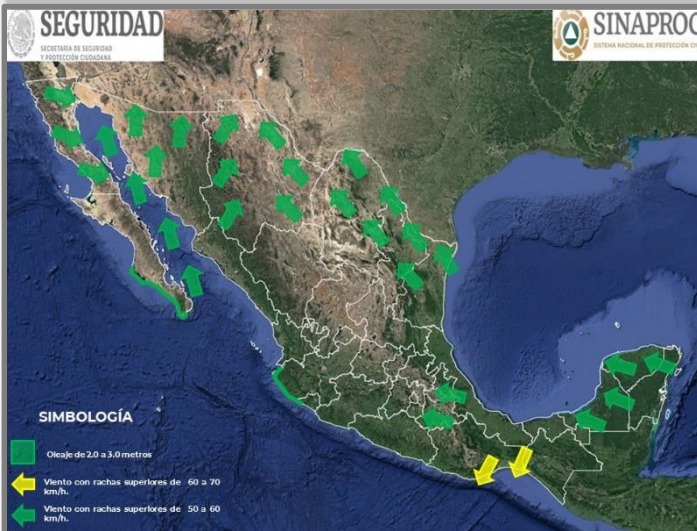 SEGURIDAD
SECRETARÍA DE SEGURIDAD
Y PROTECCIÓN CIUDADANA
SINAPROC
SISTEMA NACIONAL DE PROTECCIÓN CI
SIMBOLOGÍA
Oleaje de 2.0 a 3.0 metros
Viento con rachas superiores de 60 a 70
km/h.
Viento con rachas superiores de 50 a 60
km/h.